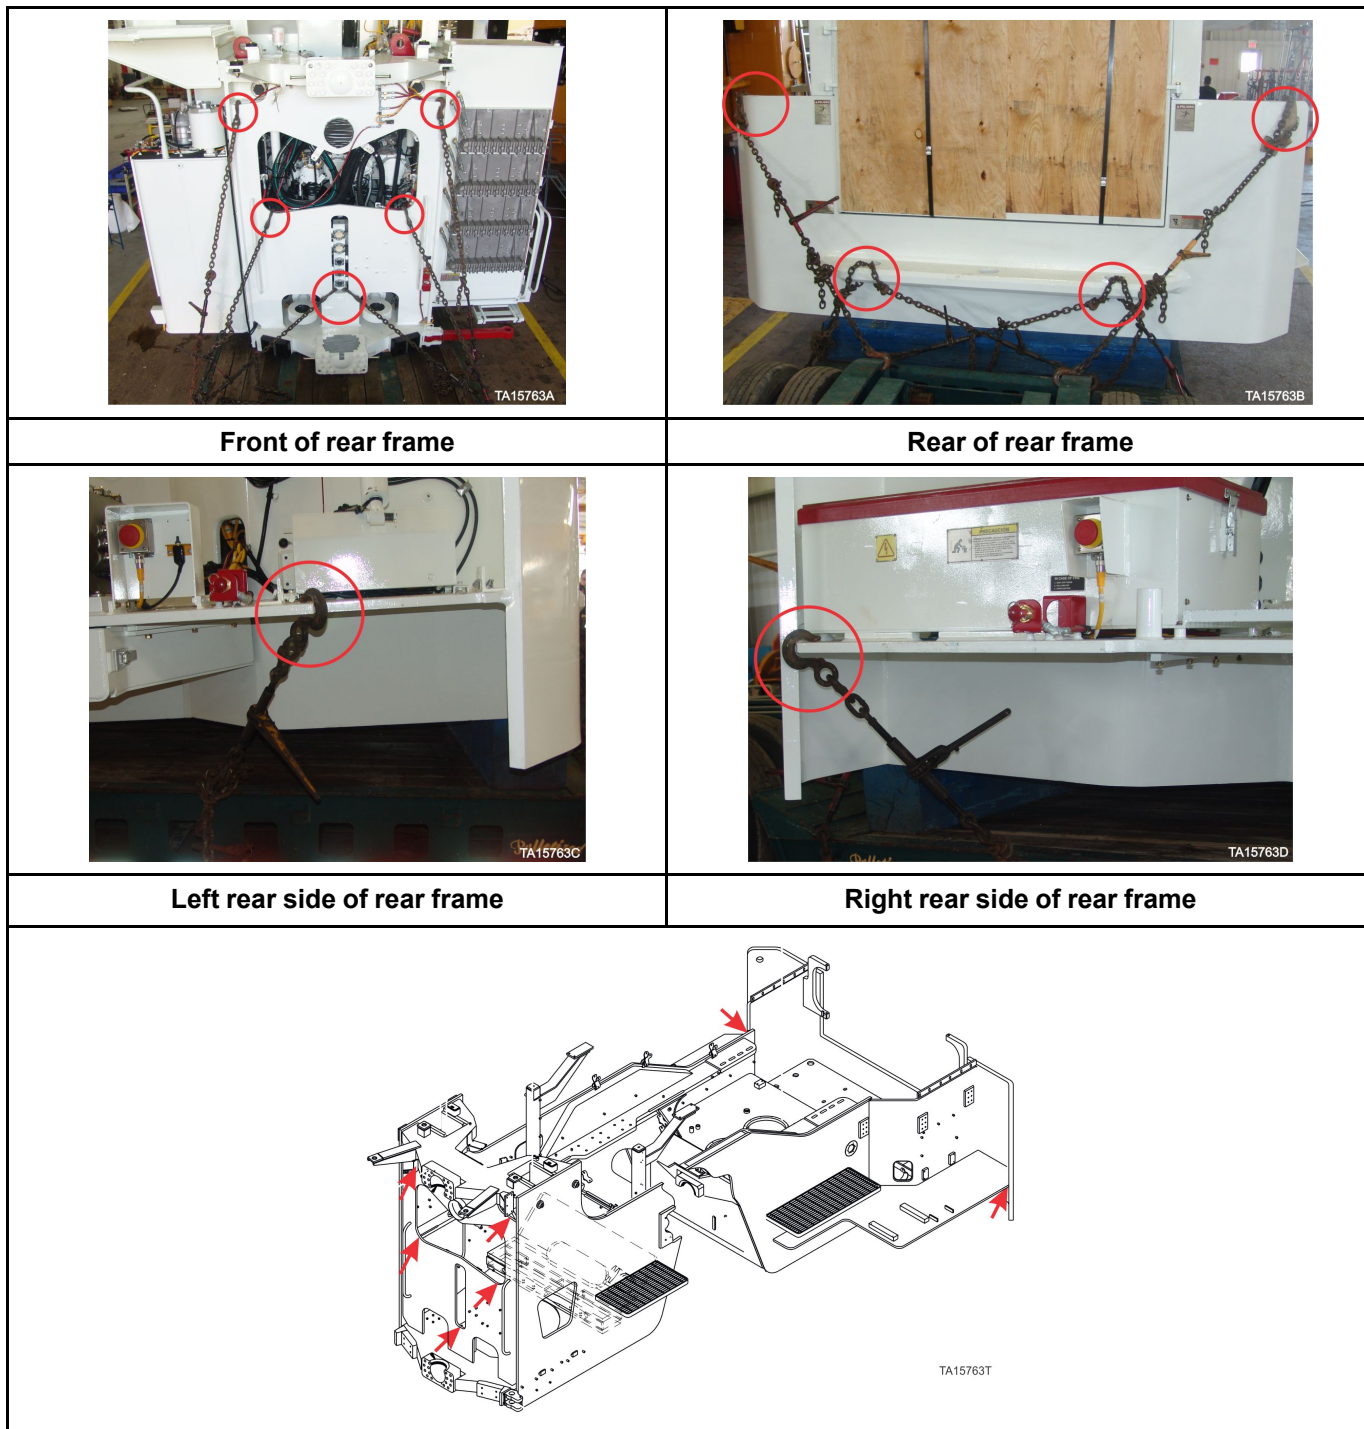 TA15763A
TA15763B
Front of rear frame
Rear of rear frame
PRECAUCION
TA15763C
TA15763D
Left rear side of rear frame
Right rear side of rear frame
TA15763T